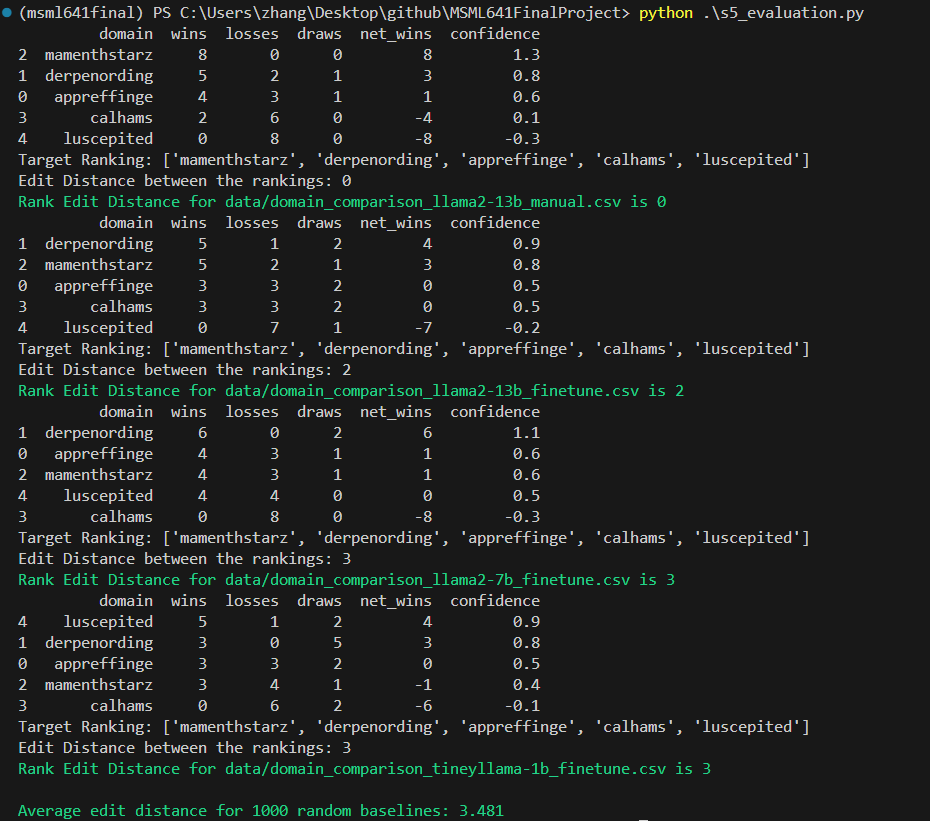 (msml641final) PS C:\Users\zhang\Desktop\github\MSML641FinalProject> python .\s5_evaluation.py
domain wins losses draws net_wins confidence
2 mamenthstarz 8 0 0 8 1.3
1 derpenording 5 2 1 3 0.8
0 appreffinge 4 3 1 1 0.6
3 calhams 2 6 0 -4 0.1
4 luscepited 0 8 0 -8 -0.3
Target Ranking: ['mamenthstarz', 'derpenording', 'appreffinge', 'calhams', 'luscepited']
Edit Distance between the rankings: 0
Rank Edit Distance for data/domain_comparison_llama2-13b_manual.csv is 0
domain wins losses draws net_wins confidence
1 derpenording 5 1 2 4 0.9
2 mamenthstarz 5 2 1 3 0.8
0 appreffinge 3 3 2 0 0.5
3 calhams 3 3 2 0 0.5
4 luscepited 0 7 1 -7 -0.2
Target Ranking: ['mamenthstarz', 'derpenording', 'appreffinge', 'calhams', 'luscepited']
Edit Distance between the rankings: 2
Rank Edit Distance for data/domain_comparison_llama2-13b_finetune.csv is 2
domain wins losses draws net_wins confidence
1 derpenording 6 0 2 6 1.1
0 appreffinge 4 3 1 1 0.6
2 mamenthstarz 4 3 1 1 0.6
4 luscepited 4 4 0 0 0.5
3 calhams 0 8 0 -8 -0.3
Target Ranking: ['mamenthstarz', 'derpenording', 'appreffinge', 'calhams', 'luscepited']
Edit Distance between the rankings: 3
Rank Edit Distance for data/domain_comparison_llama2-7b_finetune.csv is 3
domain wins losses draws net_wins confidence
4 luscepited 5 1 2 4 0.9
1 derpenording 3 0 5 3 0.8
0 appreffinge 3 3 2 0 0.5
2 mamenthstarz 3 4 1 -1 0.4
3 calhams 0 6 2 -6 -0.1
Target Ranking: ['mamenthstarz', 'derpenording', 'appreffinge', 'calhams', 'luscepited']
Edit Distance between the rankings: 3
Rank Edit Distance for data/domain_comparison_tineyllama-1b_finetune.csv is 3
Average edit distance for 1000 random baselines: 3.481